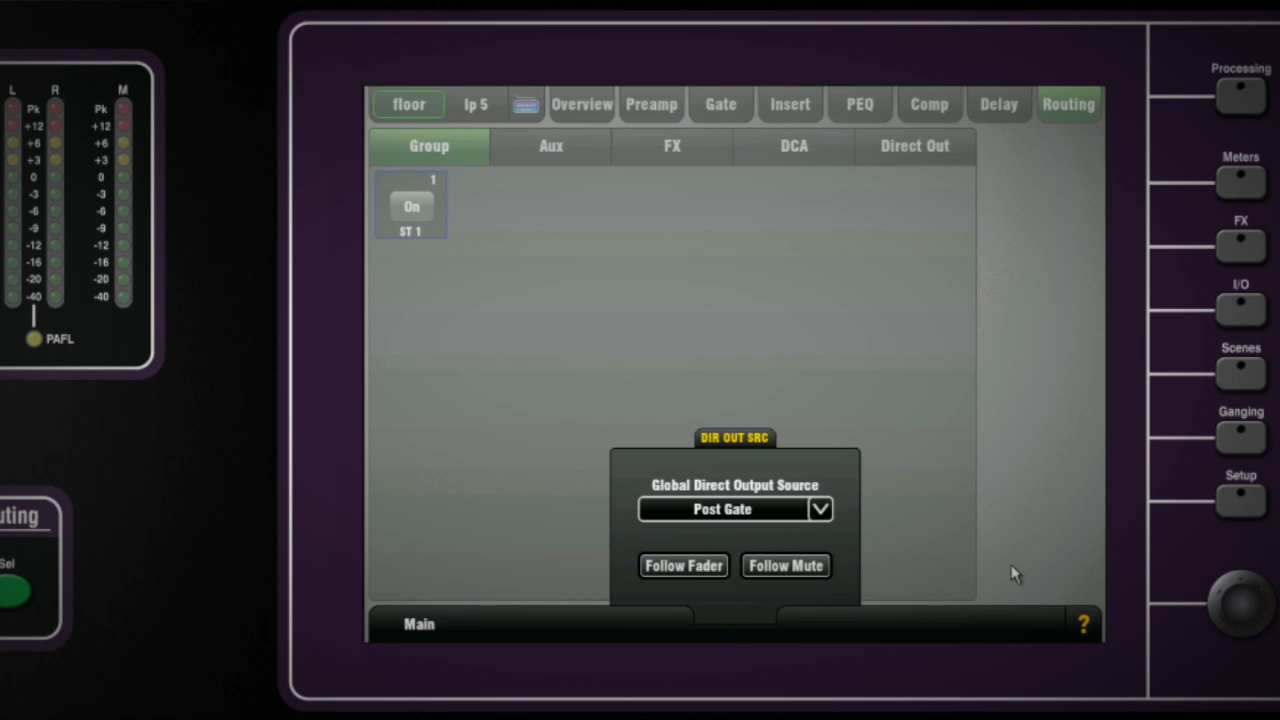 L R M
Pk Pk
+12 +12
+6 +6
+3 +3
0 0
-3 -3
-6 -6
-9 -9
-12 -12
-16 -16
-20 -20
-40 -40
PAFL
uting
Sel
floor Ip 5 Overview Preamp Gate Insert PEQ Comp Delay Routing
Group Aux FX DCA Direct Out
1
On
ST 1
DIR OUT SRC
Global Direct Output Source
Post Gate
Follow Fader Follow Mute
Main ?
Processing
Meters
FX
I/O
Scenes
Ganging
Setup